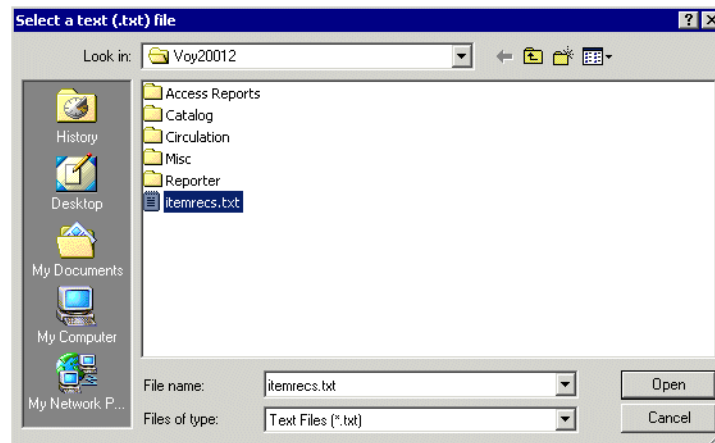 Select a text (.txt) file
Look in: Voy20012
History
Desktop
My Documents
My Computer
My Network P...
Access Reports
Catalog
Circulation
Misc
Reporter
itemrecs.txt
File name: itemrecs.txt Open
Files of type: Text Files (*.txt) Cancel